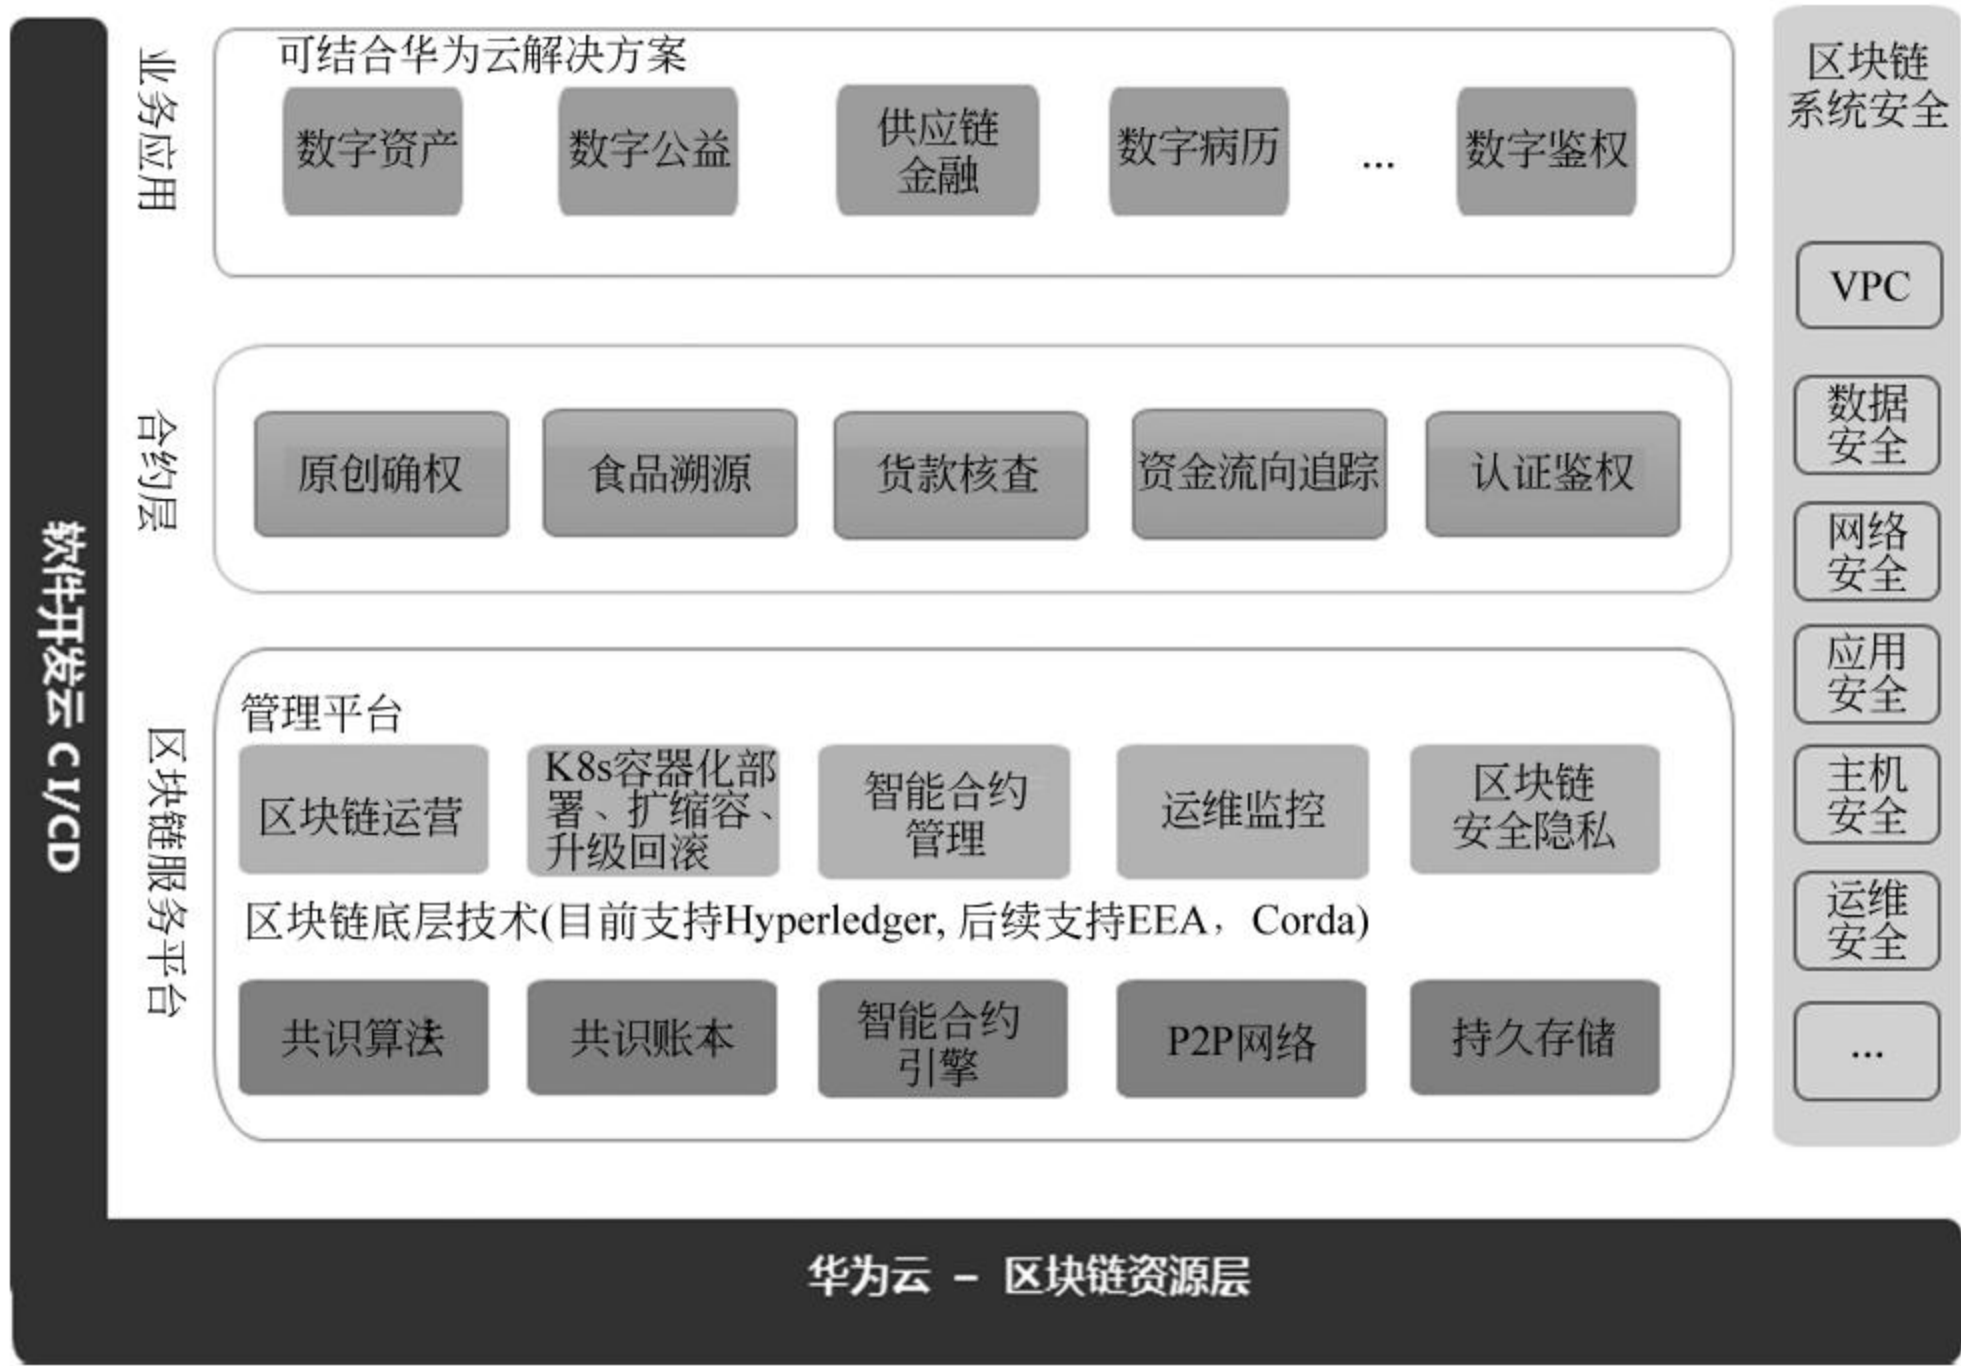 业务应用
可结合华为云解决方案
数字资产
数字公益
供应链
金融
数字病历
...
数字鉴权
合约层
原创确权
食品溯源
货款核查
资金流向追踪
认证鉴权
区块链服务平台
管理平台
区块链运营
K8s容器化部
署、扩缩容、
升级回滚
智能合约
管理
运维监控
区块链
安全隐私
区块链底层技术(目前支持Hyperledger, 后续支持EEA，Corda)
共识算法
共识账本
智能合约
引擎
P2P网络
持久存储
区块链
系统安全
VPC
数据
安全
网络
安全
应用
安全
主机
安全
运维
安全
...
软件开发云 CI/CD
华为云 – 区块链资源层